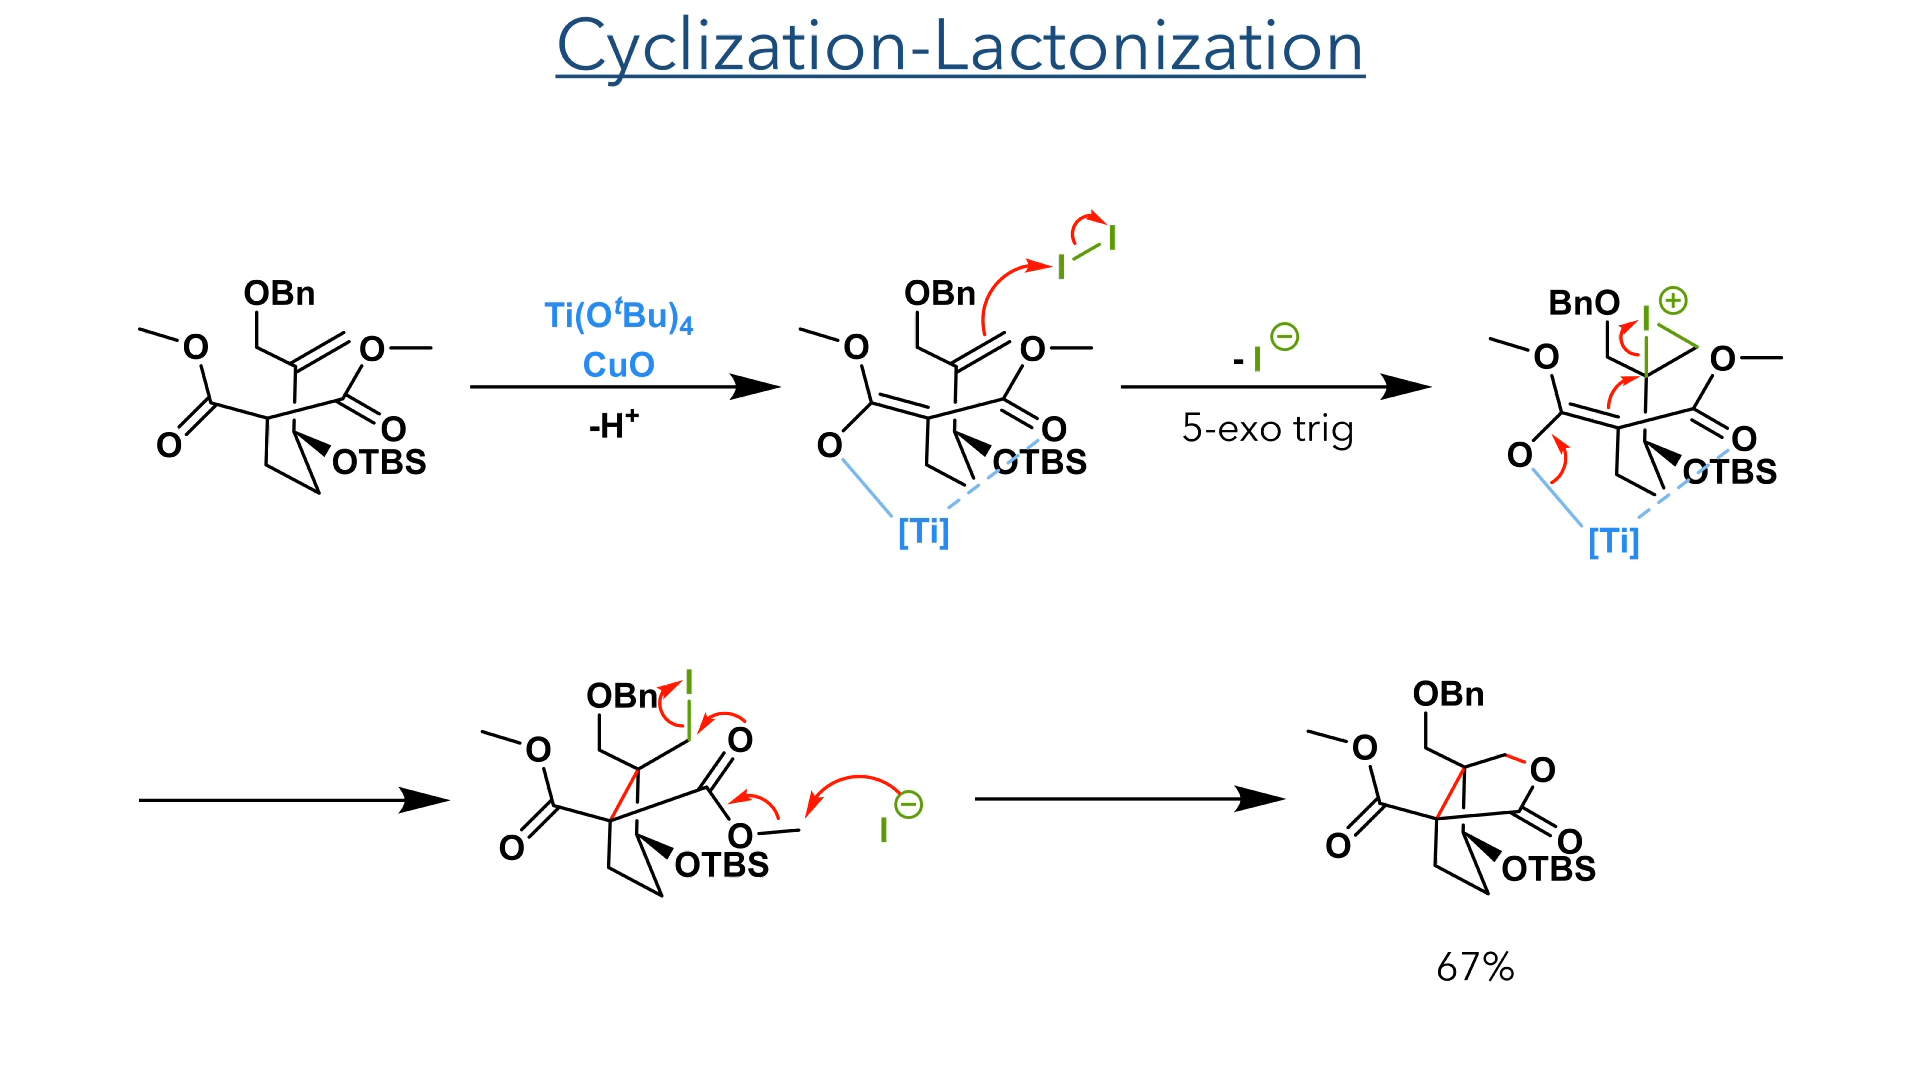 Cyclization-Lactonization
OBn
O
O
O
O
OTBS
Ti(OᵗBu)₄
CuO
-H⁺
I
I
OBn
O
O
O
O
OTBS
[Ti]
- I ⊖
5-exo trig
BnO
I ⊕
O
O
O
O
OTBS
[Ti]
OBn
I
O
O
O
O
I ⊖
OTBS
OBn
O
O
O
O
OTBS
67%